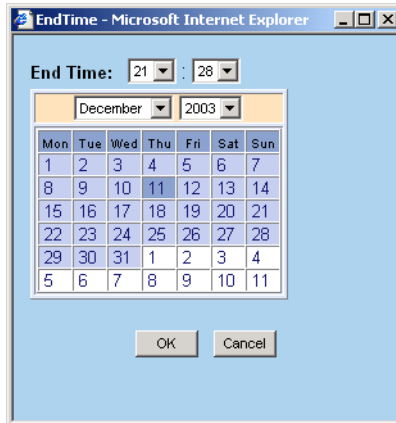 EndTime - Microsoft Internet Explorer
End Time: 21 : 28
December 2003
Mon Tue Wed Thu Fri Sat Sun
1 2 3 4 5 6 7
8 9 10 11 12 13 14
15 16 17 18 19 20 21
22 23 24 25 26 27 28
29 30 31 1 2 3 4
5 6 7 8 9 10 11
OK Cancel